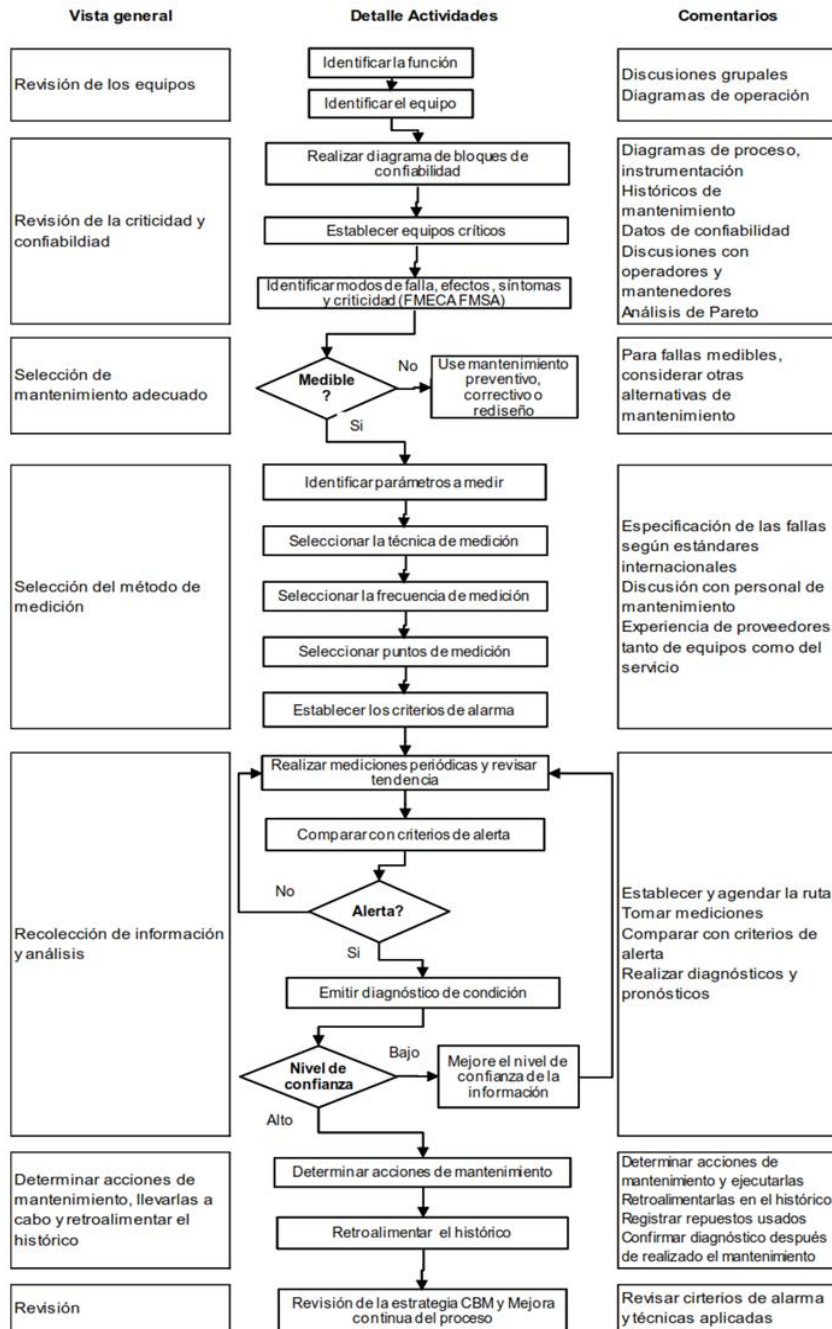 Vista general
Detalle Actividades
Comentarios
Revisión de los equipos
Identificar la función
Identificar el equipo
Discusiones grupales
Diagramas de operación
Revisión de la criticidad y
confiabildiad
Realizar diagrama de bloques de
confiabilidad
Establecer equipos críticos
Identificar modos de falla, efectos, síntomas
y criticidad (FMECA FMSA)
Diagramas de proceso,
instrumentación
Históricos de
mantenimiento
Datos de confiabilidad
Discusiones con
operadores y
mantenedores
Análisis de Pareto
Selección de
mantenimiento adecuado
Medible
?
No
Si
Use mantenimiento
preventivo,
correctivo o
rediseño
Para fallas medibles,
considerar otras
alternativas de
mantenimiento
Selección del método de
medición
Identificar parámetros a medir
Seleccionar la técnica de medición
Seleccionar la frecuencia de medición
Seleccionar puntos de medición
Establecer los criterios de alarma
Especificación de las fallas
según estándares
internacionales
Discusión con personal de
mantenimiento
Experiencia de proveedores
tanto de equipos como del
servicio
Recolección de información
y análisis
Realizar mediciones periódicas y revisar
tendencia
Comparar con criterios de alerta
No
Alerta?
Si
Emitir diagnóstico de condición
Nivel de
confianza
Bajo
Alto
Mejore el nivel de
confianza de la
información
Establecer y agendar la ruta
Tomar mediciones
Comparar con criterios de
alerta
Realizar diagnósticos y
pronósticos
Determinar acciones de
mantenimiento, llevarlas a
cabo y retroalimentar el
histórico
Determinar acciones de mantenimiento
Retroalimentar el histórico
Determinar acciones de
mantenimiento y ejecutarlas
Retroalimentarlas en el histórico
Registrar repuestos usados
Confirmar diagnóstico después
de realizado el mantenimiento
Revisión
Revisión de la estrategia CBM y Mejora
continua del proceso
Revisar cirterios de alarma
y técnicas aplicadas